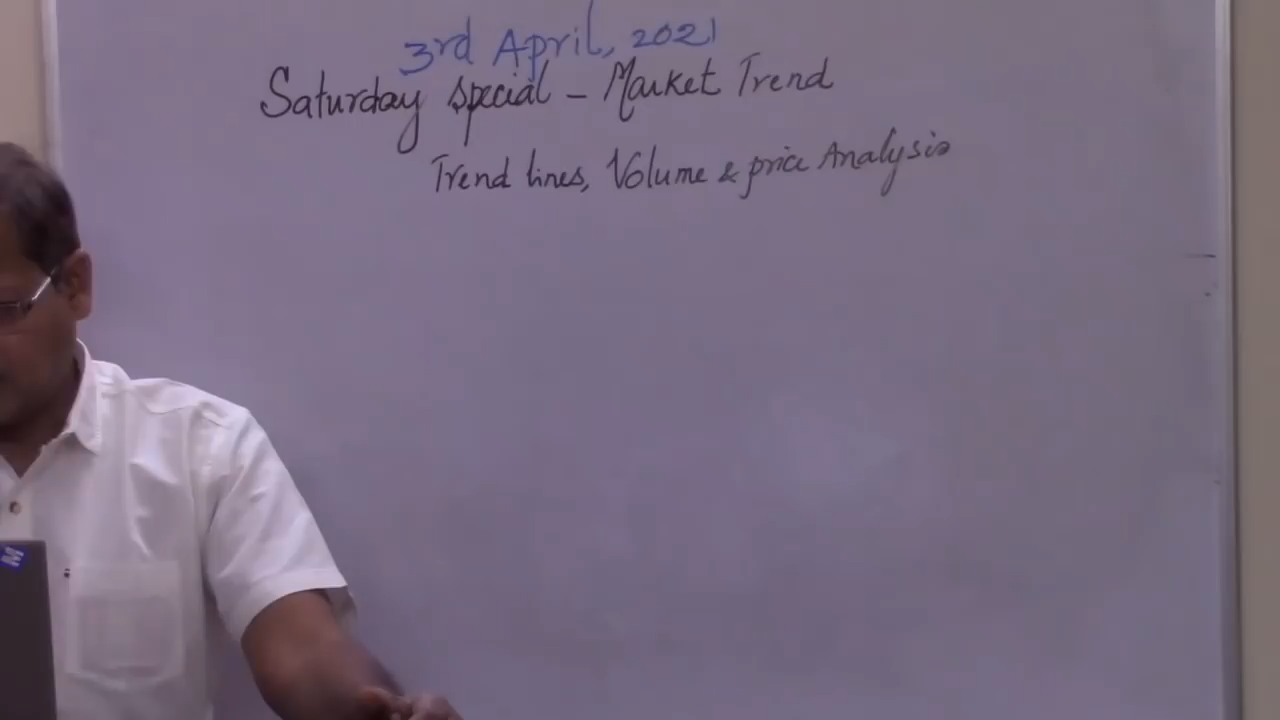 3rd April, 2021
Saturday special - Market Trend
Trend lines, Volume & price Analysis
M